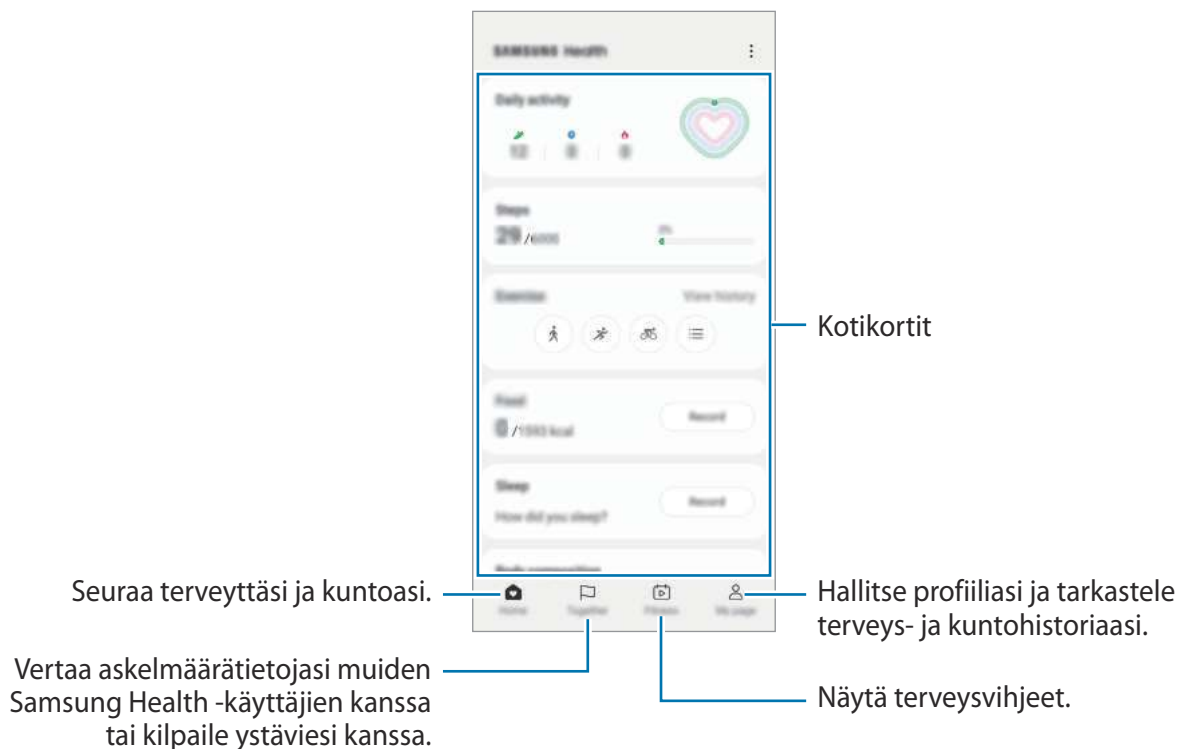 SAMSUNG Health
Daily activity
12
0
0
Steps
29 /6000
Exercise
View history
Food
0 /1593 kcal
Record
Sleep
Record
How did you sleep?
Body composition
Home
Together
Fitness
My page
Kotikortit
Seuraa terveyttäsi ja kuntoasi.
Hallitse profiiliasi ja tarkastele
terveys- ja kuntohistoriaasi.
Vertaa askelmäärätietojasi muiden
Samsung Health -käyttäjien kanssa
tai kilpaile ystäviesi kanssa.
Näytä terveysvihjeet.